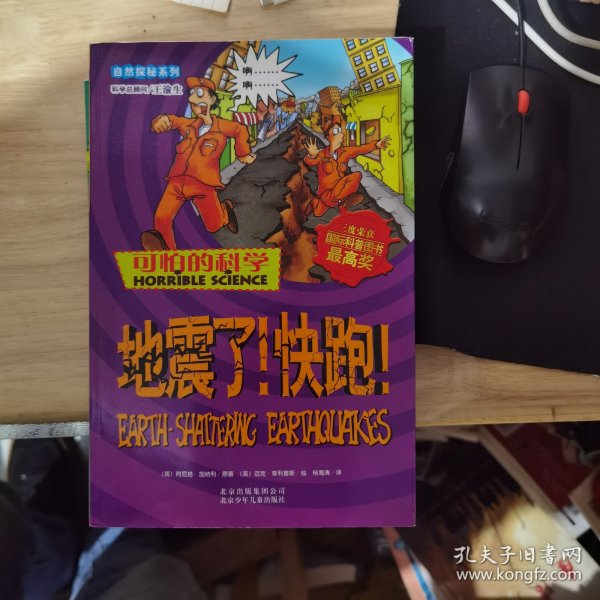 自然探秘系列
科学总顾问 王渝生
啊……
啊……
二度荣获
国际科普图书
最高奖
可怕的科学
HORRIBLE SCIENCE
地震了!快跑!
EARTH-SHATTERING EARTHQUAKES
(英) 阿尼塔·加纳利/原著 (英) 迈克·菲利普斯/绘 杨海涛/译
北京出版集团公司
北京少年儿童出版社
孔夫子旧书网
www.kongfz.com